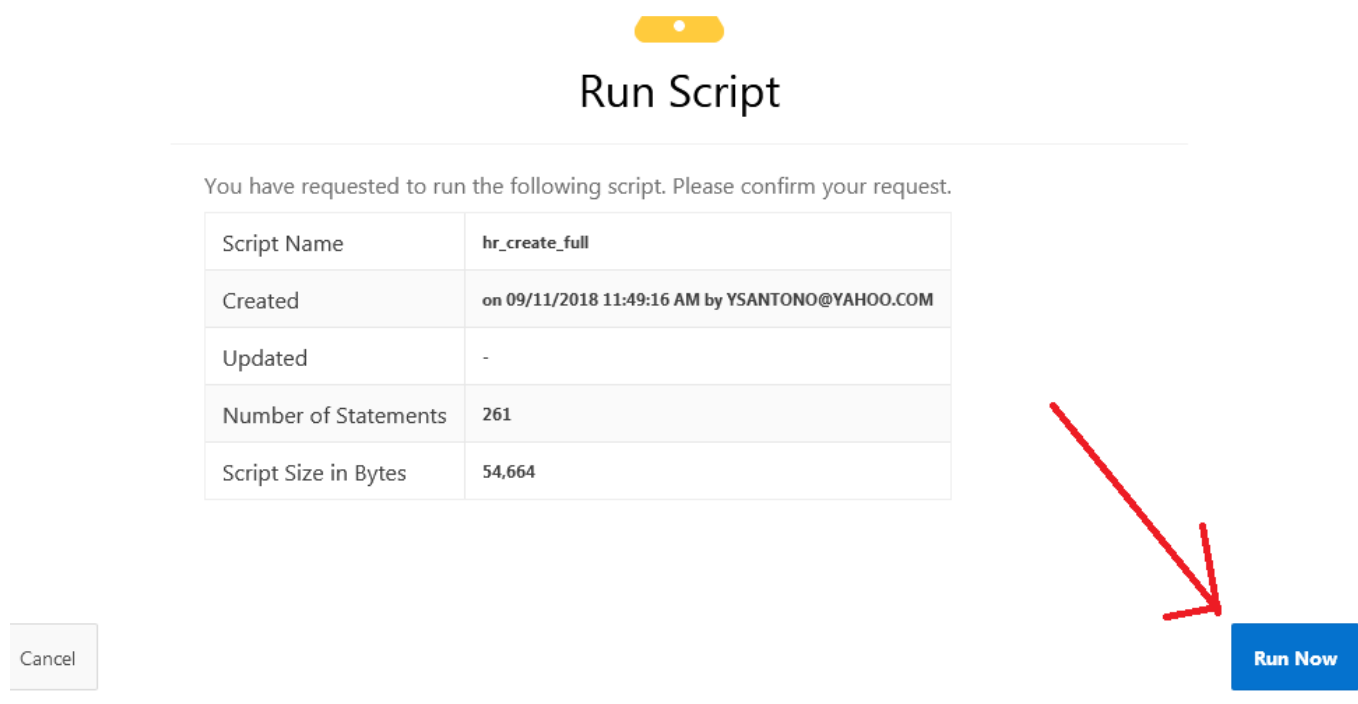 Run Script
You have requested to run the following script. Please confirm your request.
Script Name hr_create_full
Created on 09/11/2018 11:49:16 AM by YSANTONO@YAHOO.COM
Updated -
Number of Statements 261
Script Size in Bytes 54,664
Cancel Run Now